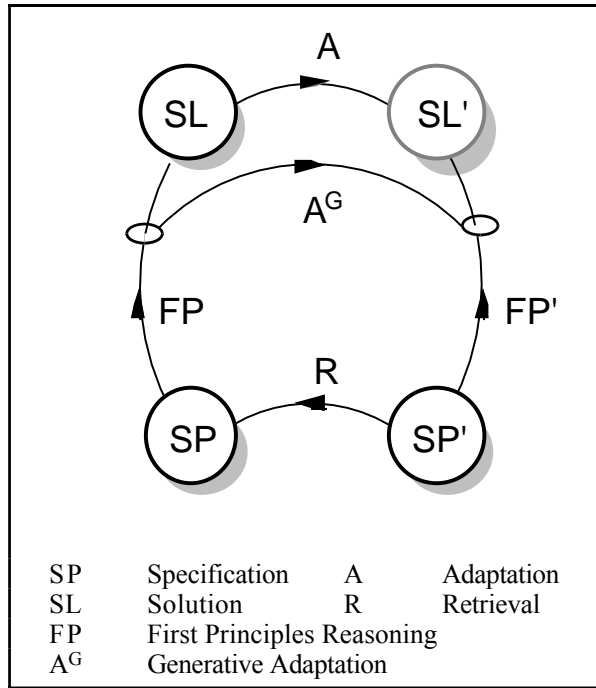 A
SL SL'
A^G
FP FP'
R
SP SP'
SP Specification A Adaptation
SL Solution R Retrieval
FP First Principles Reasoning
A^G Generative Adaptation